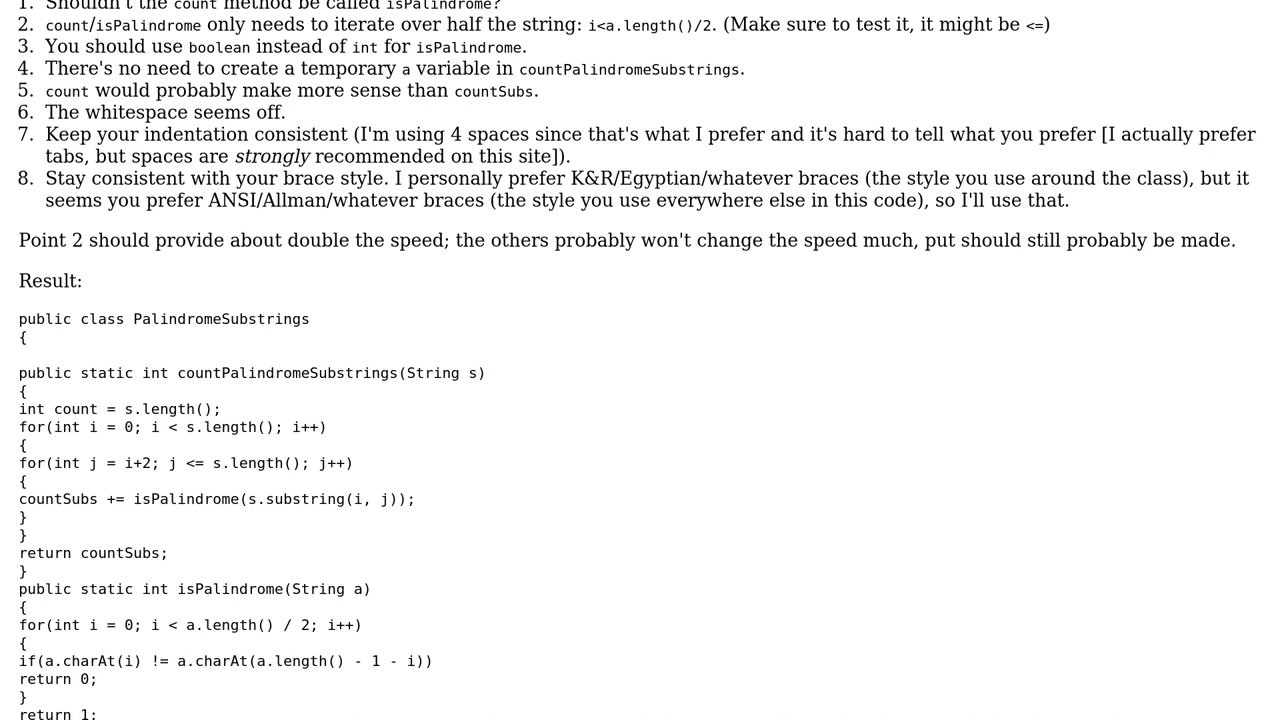 1. Shouldn't the count method be called isPalindrome?
2. count/isPalindrome only needs to iterate over half the string: i<a.length()/2. (Make sure to test it, it might be <=)
3. You should use boolean instead of int for isPalindrome.
4. There's no need to create a temporary a variable in countPalindromeSubstrings.
5. count would probably make more sense than countSubs.
6. The whitespace seems off.
7. Keep your indentation consistent (I'm using 4 spaces since that's what I prefer and it's hard to tell what you prefer [I actually prefer
tabs, but spaces are strongly recommended on this site]).
8. Stay consistent with your brace style. I personally prefer K&R/Egyptian/whatever braces (the style you use around the class), but it
seems you prefer ANSI/Allman/whatever braces (the style you use everywhere else in this code), so I'll use that.
Point 2 should provide about double the speed; the others probably won't change the speed much, put should still probably be made.
Result:
public class PalindromeSubstrings
{
public static int countPalindromeSubstrings(String s)
{
int count = s.length();
for(int i = 0; i < s.length(); i++)
{
for(int j = i+2; j <= s.length(); j++)
{
countSubs += isPalindrome(s.substring(i, j));
}
}
return countSubs;
}
public static int isPalindrome(String a)
{
for(int i = 0; i < a.length() / 2; i++)
{
if(a.charAt(i) != a.charAt(a.length() - 1 - i))
return 0;
}
return 1;